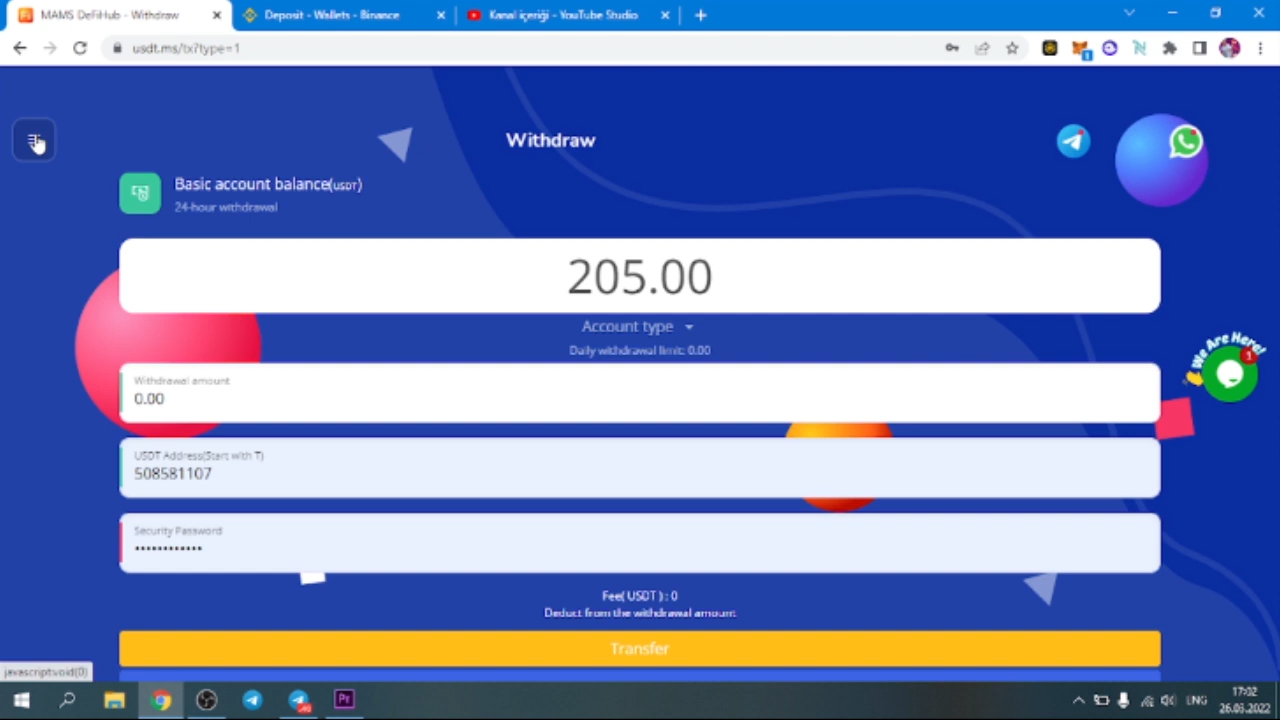 MAMS DeFiHub - Withdraw
Deposit - Wallets - Binance
Kanal içeriği - YouTube Studio
usdt.ms/tx?type=1
Withdraw
Basic account balance(USDT)
24-hour withdrawal
205.00
Account type
Daily withdrawal limit: 0.00
We Are Here!
1
Withdrawal amount
0.00
USDT Address(Start with T)
508581107
Security Password
Fee( USDT ) : 0
Deduct from the withdrawal amount
Transfer
javascript:void(0)
Pr
ENG
17:02
26.03.2022